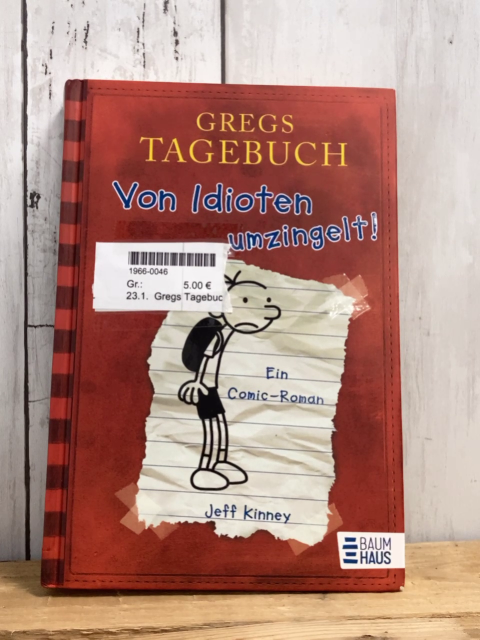 GREGS
TAGEBUCH
Von Idioten
umzingelt!
1966-0046
Gr.: 5.00 €
23.1. Gregs Tagebuc
Ein
Comic-Roman
Jeff Kinney
BAUM
HAUS